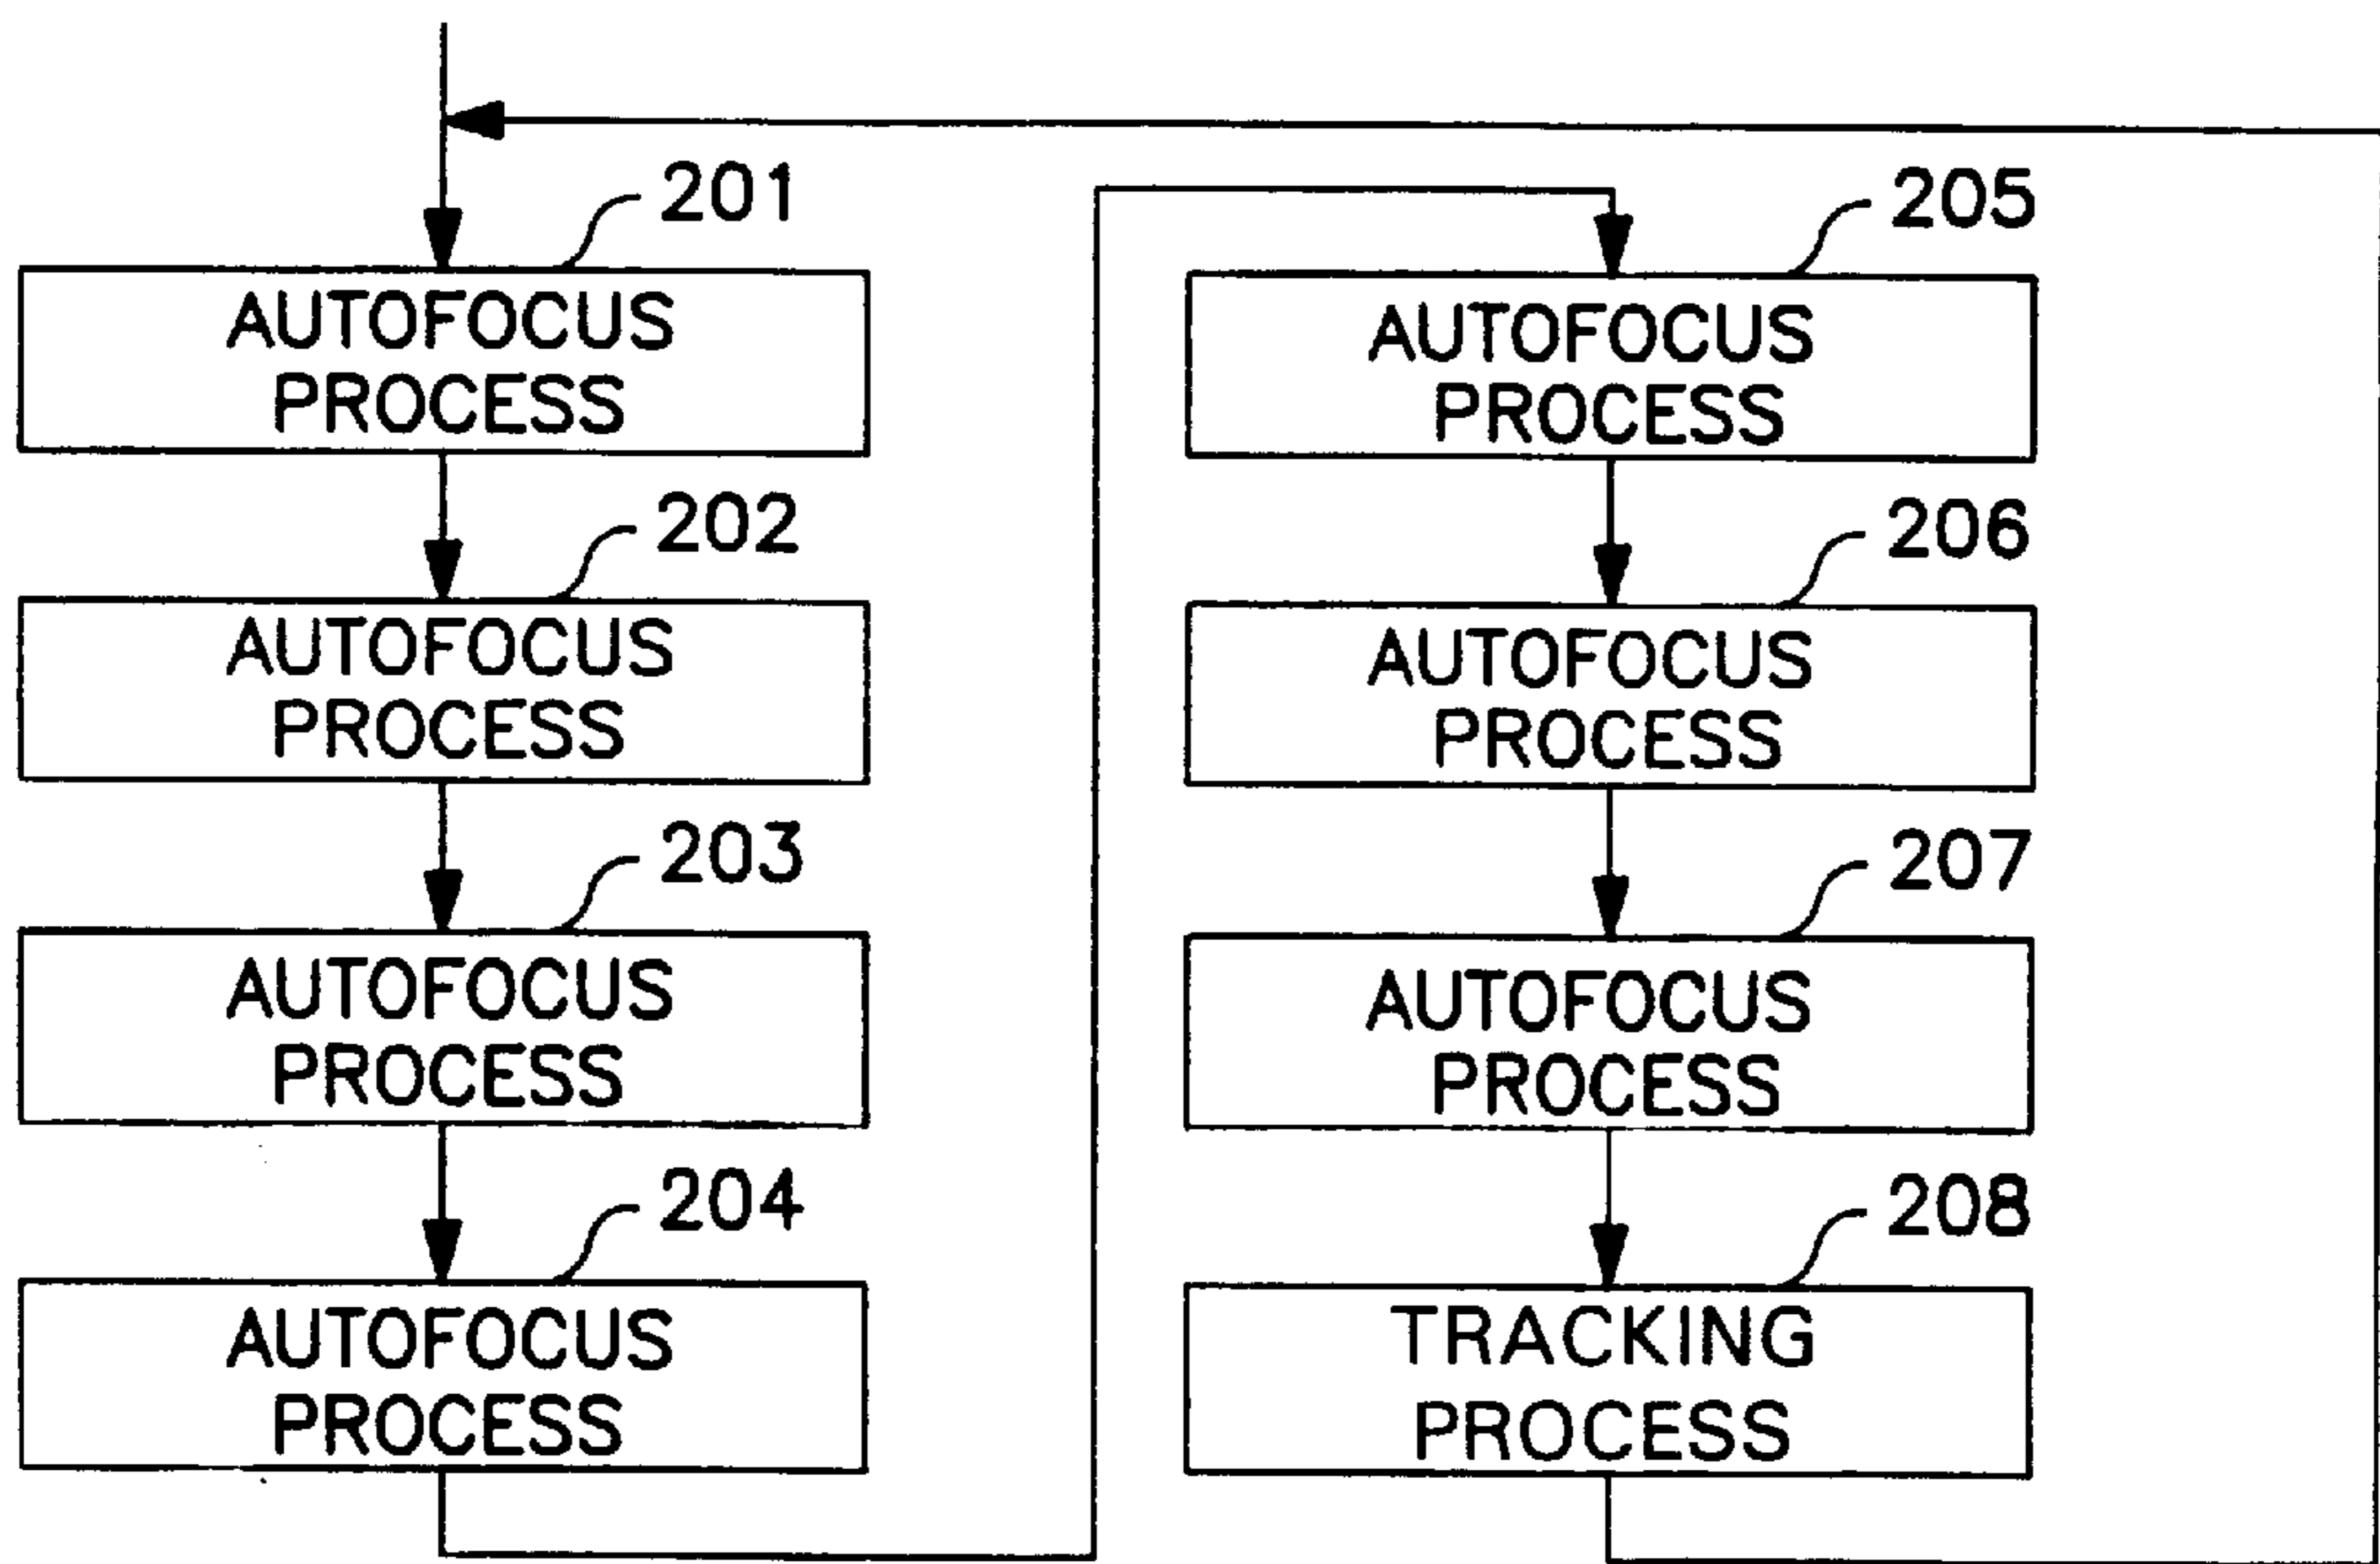 201
AUTOFOCUS
PROCESS
202
AUTOFOCUS
PROCESS
203
AUTOFOCUS
PROCESS
204
AUTOFOCUS
PROCESS
205
AUTOFOCUS
PROCESS
206
AUTOFOCUS
PROCESS
207
AUTOFOCUS
PROCESS
208
TRACKING
PROCESS